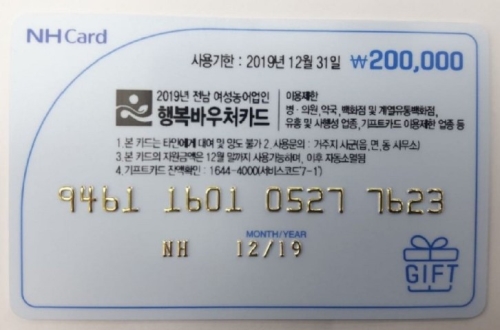 NH Card
사용기한 : 2019년 12월 31일 ₩200,000
2019년 전남 여성농어업인
행복바우처카드
이용제한
병·의원, 약국, 백화점 및 계열유통백화점,
유흥 및 사행성 업종, 기프트카드 이용제한 업종 등
1. 본 카드는 타인에게 대여 및 양도 불가 2. 사용문의 : 거주지 시군(읍, 면, 동 사무소)
3. 본 카드의 지원금액은 12월 말까지 사용가능하며, 이후 자동소멸됨
4. 기프트카드 잔액확인 : 1644-4000(서비스코드'7-1')
9461 1601 0527 7623
MONTH/YEAR
NH 12/19
GIFT